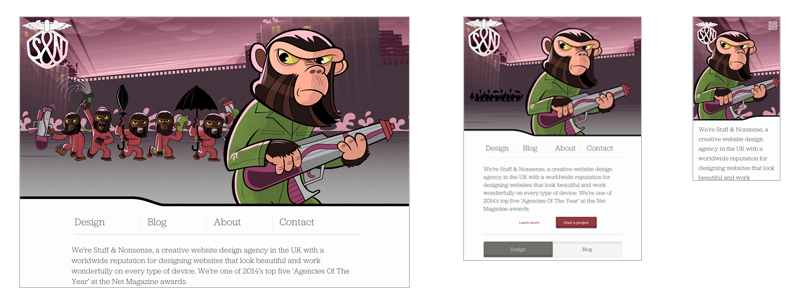 S&N
Design Blog About Contact
We're Stuff & Nonsense, a creative website design agency in the UK with a
worldwide reputation for designing websites that look beautiful and work
wonderfully on every type of device. We're one of 2014's top five 'Agencies Of The
Year' at the Net Magazine awards.
S&N
Design Blog About Contact
We're Stuff & Nonsense, a creative website design
agency in the UK with a worldwide reputation for
designing websites that look beautiful and work
wonderfully on every type of device. We're one of
2014's top five 'Agencies Of The Year' at the Net
Magazine awards.
Learn more Start a project
Design Blog
S&N
We're Stuff & Nonsense, a
creative website design
agency in the UK with a
worldwide reputation for
designing websites that look
beautiful and work